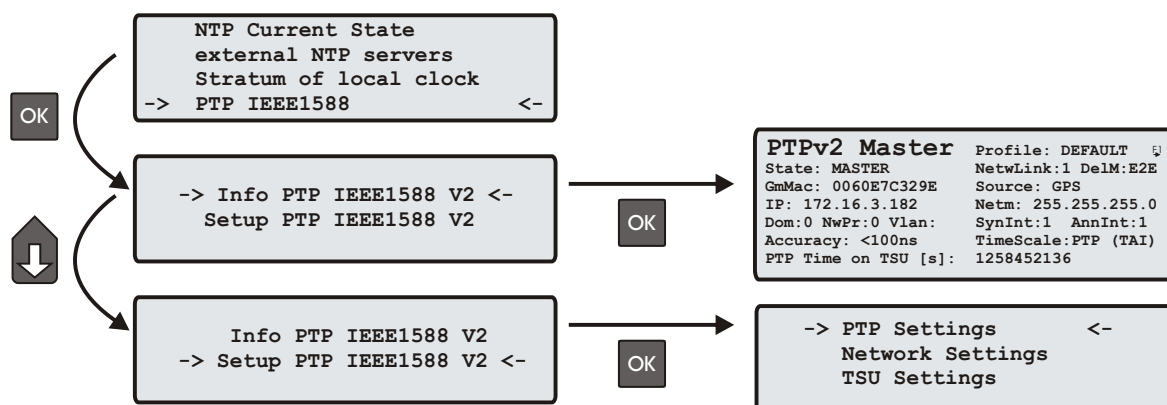 NTP Current State
external NTP servers
Stratum of local clock
-> PTP IEEE1588 <-
OK
-> Info PTP IEEE1588 V2 <-
Setup PTP IEEE1588 V2
OK
PTPv2 Master Profile: DEFAULT
State: MASTER NetwLink:1 DelM:E2E
GmMac: 0060E7C329E Source: GPS
IP: 172.16.3.182 Netm: 255.255.255.0
Dom:0 NwPr:0 Vlan: SynInt:1 AnnInt:1
Accuracy: <100ns TimeScale:PTP (TAI)
PTP Time on TSU [s]: 1258452136
Info PTP IEEE1588 V2
-> Setup PTP IEEE1588 V2 <-
OK
-> PTP Settings <-
Network Settings
TSU Settings